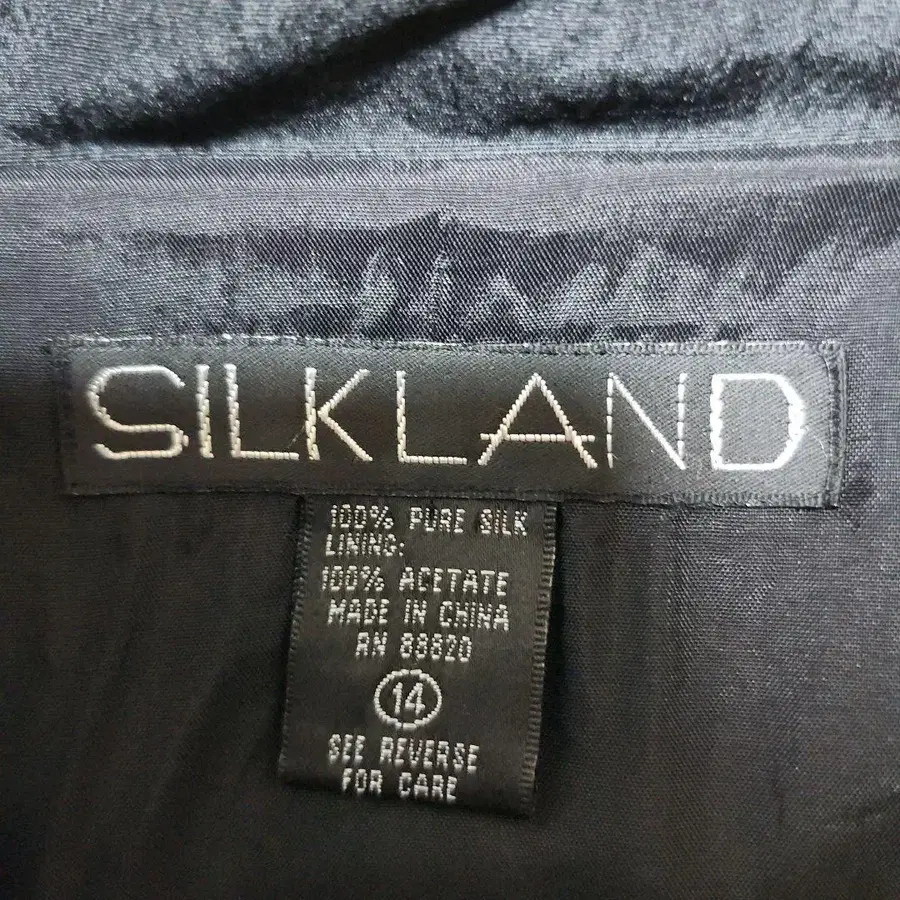 SILKLAND
100% PURE SILK
LINING:
100% ACETATE
MADE IN CHINA
RN 88820
14
SEE REVERSE
FOR CARE